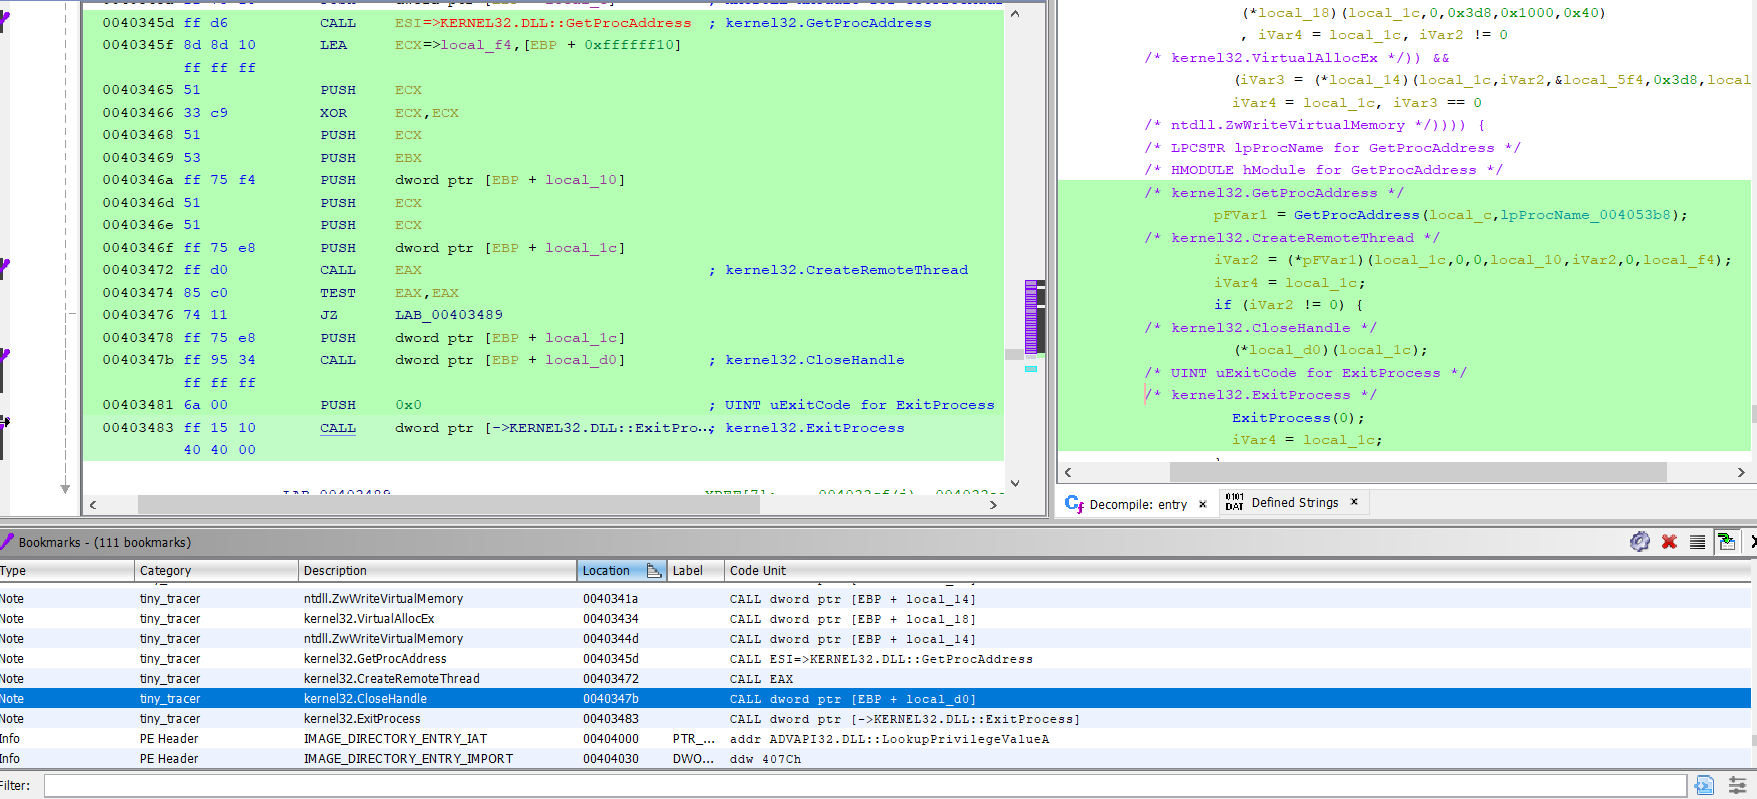 0040345d ff d6 CALL ESI=>KERNEL32.DLL::GetProcAddress ; kernel32.GetProcAddress
0040345f 8d 8d 10 LEA ECX=>local_f4,[EBP + 0xffffff10]
ff ff ff
00403465 51 PUSH ECX
00403466 33 c9 XOR ECX,ECX
00403468 51 PUSH ECX
00403469 53 PUSH EBX
0040346a ff 75 f4 PUSH dword ptr [EBP + local_10]
0040346d 51 PUSH ECX
0040346e 51 PUSH ECX
0040346f ff 75 e8 PUSH dword ptr [EBP + local_1c]
00403472 ff d0 CALL EAX ; kernel32.CreateRemoteThread
00403474 85 c0 TEST EAX,EAX
00403476 74 11 JZ LAB_00403489
00403478 ff 75 e8 PUSH dword ptr [EBP + local_1c]
0040347b ff 95 34 CALL dword ptr [EBP + local_d0] ; kernel32.CloseHandle
ff ff ff
00403481 6a 00 PUSH 0x0 ; UINT uExitCode for ExitProcess
00403483 ff 15 10 CALL dword ptr [->KERNEL32.DLL::ExitPro... ; kernel32.ExitProcess
40 40 00
(*local_18)(local_1c,0,0x3d8,0x1000,0x40)
, iVar4 = local_1c, iVar2 != 0
/* kernel32.VirtualAllocEx */)) &&
(iVar3 = (*local_14)(local_1c,iVar2,&local_5f4,0x3d8,local
iVar4 = local_1c, iVar3 == 0
/* ntdll.ZwWriteVirtualMemory */)))) {
/* LPCSTR lpProcName for GetProcAddress */
/* HMODULE hModule for GetProcAddress */
/* kernel32.GetProcAddress */
pFVar1 = GetProcAddress(local_c,lpProcName_004053b8);
/* kernel32.CreateRemoteThread */
iVar2 = (*pFVar1)(local_1c,0,0,local_10,iVar2,0,local_f4);
iVar4 = local_1c;
if (iVar2 != 0) {
/* kernel32.CloseHandle */
(*local_d0)(local_1c);
/* UINT uExitCode for ExitProcess */
/* kernel32.ExitProcess */
ExitProcess(0);
iVar4 = local_1c;
Decompile: entry × Defined Strings ×
Bookmarks - (111 bookmarks)
Type Category Description Location Label Code Unit
Note tiny_tracer ntdll.ZwWriteVirtualMemory 0040341a CALL dword ptr [EBP + local_14]
Note tiny_tracer kernel32.VirtualAllocEx 00403434 CALL dword ptr [EBP + local_18]
Note tiny_tracer ntdll.ZwWriteVirtualMemory 0040344d CALL dword ptr [EBP + local_14]
Note tiny_tracer kernel32.GetProcAddress 0040345d CALL ESI=>KERNEL32.DLL::GetProcAddress
Note tiny_tracer kernel32.CreateRemoteThread 00403472 CALL EAX
Note tiny_tracer kernel32.CloseHandle 0040347b CALL dword ptr [EBP + local_d0]
Note tiny_tracer kernel32.ExitProcess 00403483 CALL dword ptr [->KERNEL32.DLL::ExitProcess]
Info PE Header IMAGE_DIRECTORY_ENTRY_IAT 00404000 PTR_... addr ADVAPI32.DLL::LookupPrivilegeValueA
Info PE Header IMAGE_DIRECTORY_ENTRY_IMPORT 00404030 DWO... ddw 407Ch
Filter: